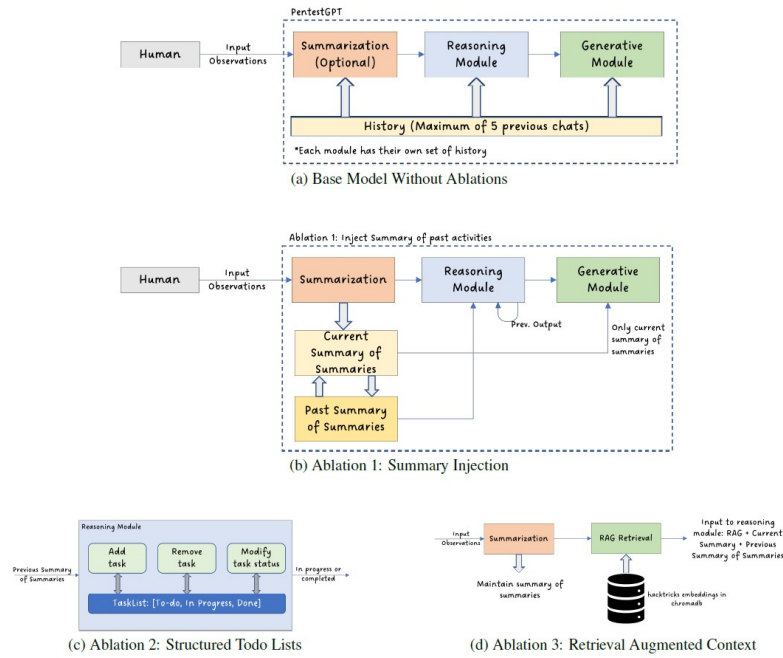 PentestGPT
Human
Input
Observations
Summarization
(Optional)
Reasoning
Module
Generative
Module
History (Maximum of 5 previous chats)
*Each module has their own set of history
(a) Base Model Without Ablations
Ablation 1: Inject Summary of past activities
Human
Input
Observations
Summarization
Reasoning
Module
Generative
Module
Prev. Output
Only current
summary of
summaries
Current
Summary of
Summaries
Past Summary
of Summaries
(b) Ablation 1: Summary Injection
Reasoning Module
Add
task
Remove
task
Modify
task status
Previous Summary
of Summaries
In progress or
completed
TaskList: [To-do, In Progress, Done]
(c) Ablation 2: Structured Todo Lists
Input
Observations
Summarization
RAG Retrieval
Input to reasoning
module: RAG + Current
Summary + Previous
Summary of Summaries
Maintain summary of
summaries
hacktricks embeddings in
chromadb
(d) Ablation 3: Retrieval Augmented Context